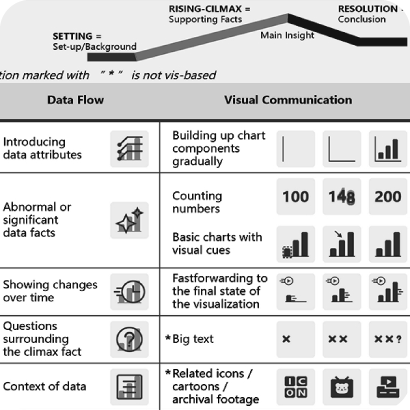 RISING-CILMAX =
Supporting Facts
RESOLUTION
Conclusion
SETTING =
Set-up/Background
Main Insight
tion marked with "*" is not vis-based
Data Flow
Visual Communication
Introducing
data attributes
Building up chart
components
gradually
Abnormal or
significant
data facts
Counting
numbers
100
148
200
Basic charts with
visual cues
Showing changes
over time
Fastforwarding to
the final state of
the visualization
Questions
surrounding
the climax fact
*Big text
×
××
××?
Context of data
*Related icons /
cartoons /
archival footage
ICON